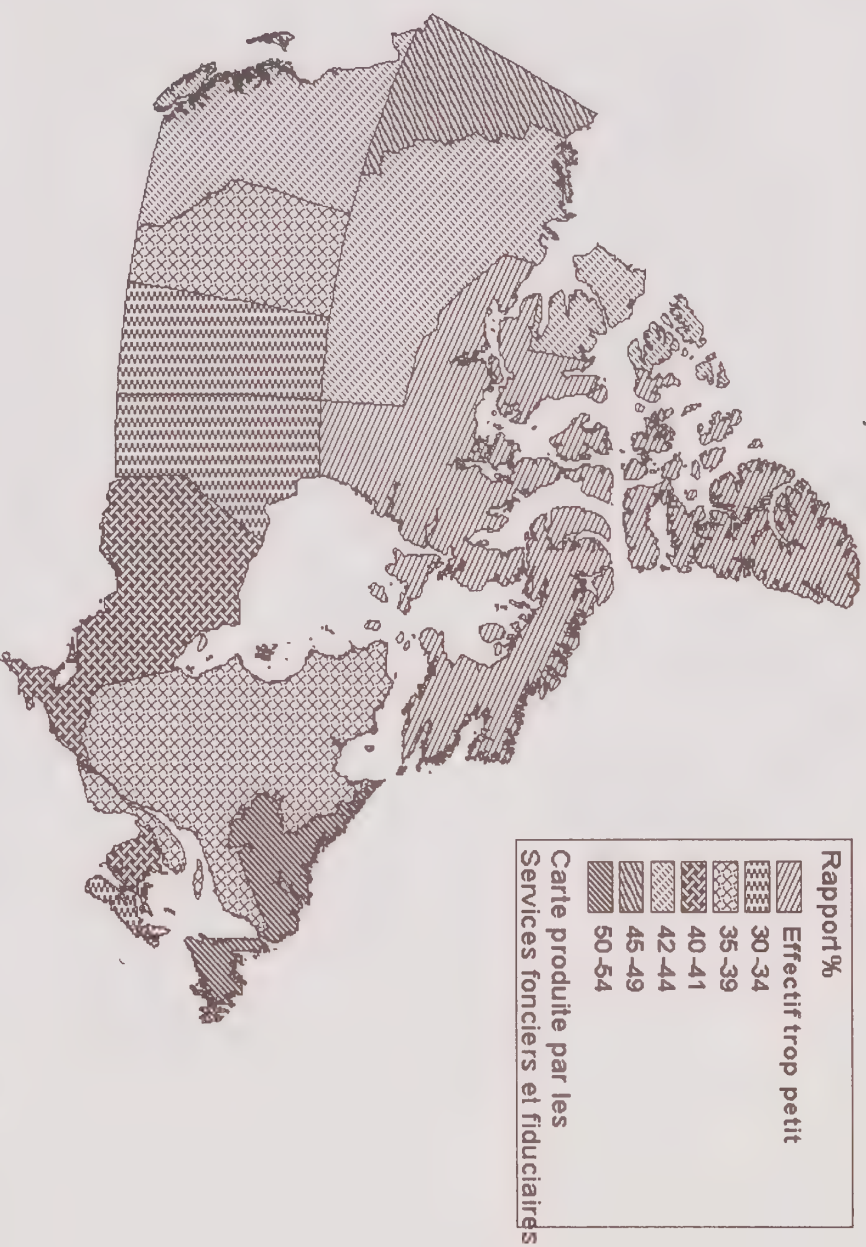 Rapport%
Effectif trop petit
30-34
35-39
40-41
42-44
45-49
50-54
Carte produite par les
Services fonciers et fiduciaires